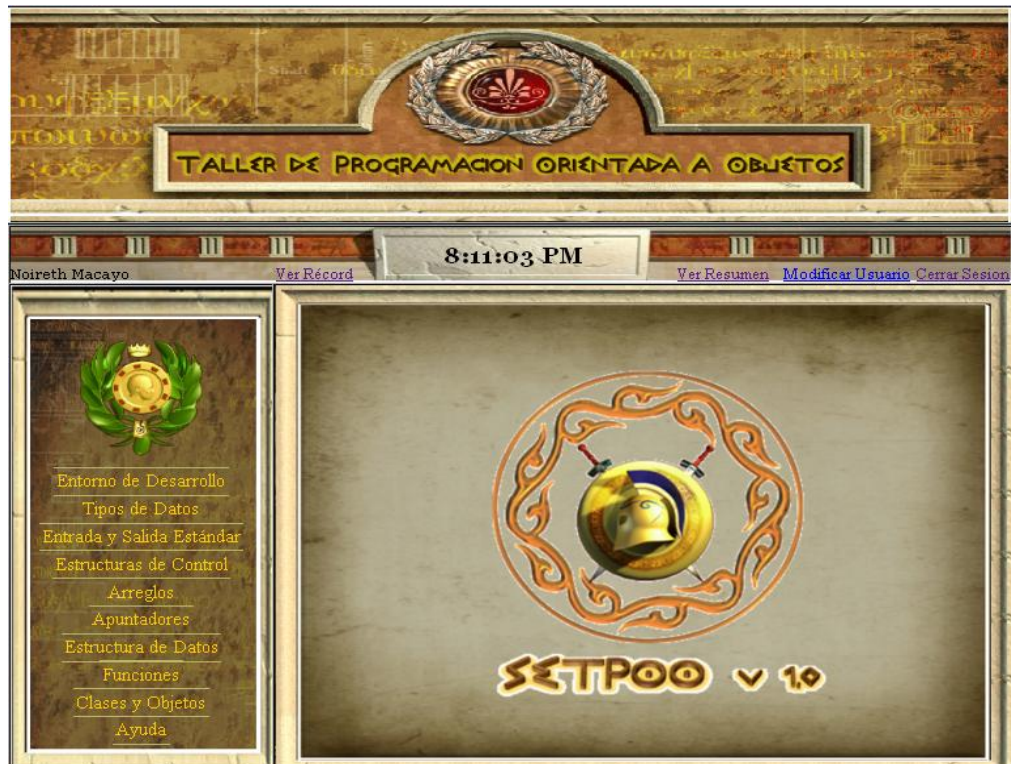 TALLER DE PROGRAMACION ORIENTADA A OBJETOS
8:11:03 PM
Noireth Macayo Ver Récord Ver Resumen Modificar Usuario Cerrar Sesion
Entorno de Desarrollo
Tipos de Datos
Entrada y Salida Estándar
Estructuras de Control
Arreglos
Apuntadores
Estructura de Datos
Funciones
Clases y Objetos
Ayuda
SETPOO v 1.0